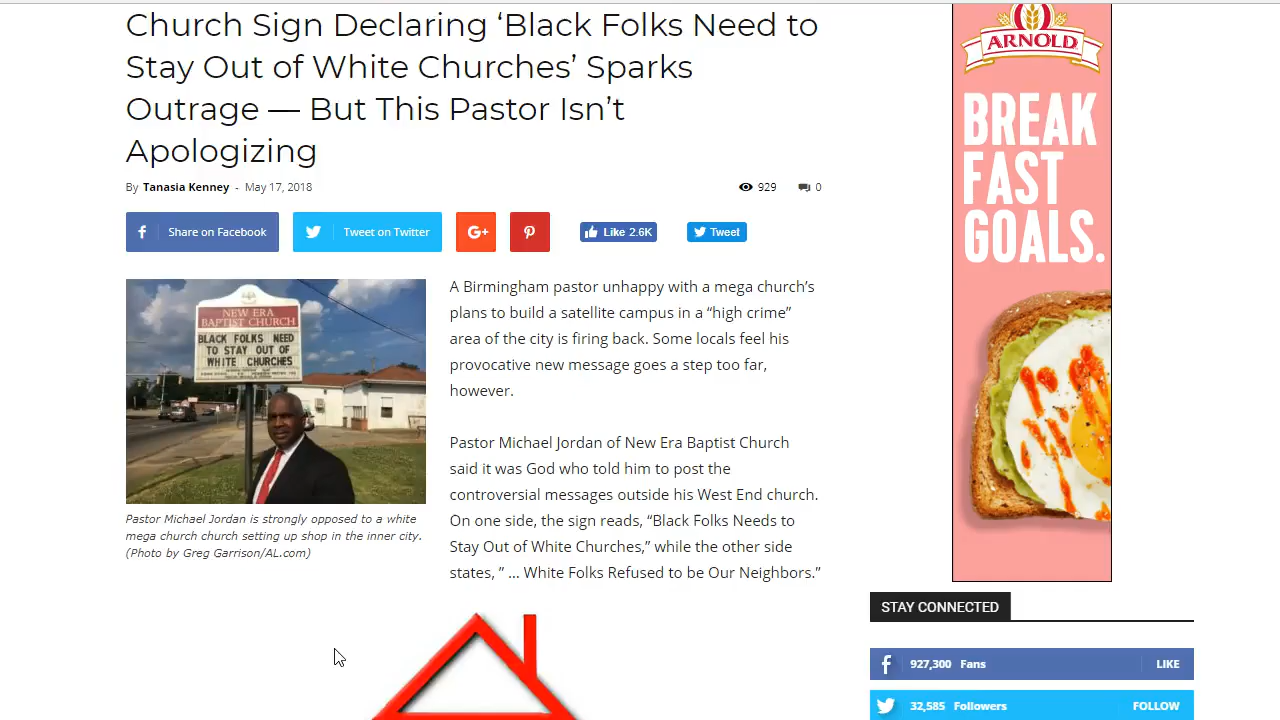 Church Sign Declaring ‘Black Folks Need to
Stay Out of White Churches’ Sparks
Outrage — But This Pastor Isn’t
Apologizing
By Tanasia Kenney - May 17, 2018
929
0
Share on Facebook
Tweet on Twitter
G+
Like 2.6K
Tweet
NEW ERA
BAPTIST CHURCH
BLACK FOLKS NEED
TO STAY OUT OF
WHITE CHURCHES
Pastor Michael Jordan is strongly opposed to a white
mega church church setting up shop in the inner city.
(Photo by Greg Garrison/AL.com)
A Birmingham pastor unhappy with a mega church’s
plans to build a satellite campus in a “high crime”
area of the city is firing back. Some locals feel his
provocative new message goes a step too far,
however.
Pastor Michael Jordan of New Era Baptist Church
said it was God who told him to post the
controversial messages outside his West End church.
On one side, the sign reads, “Black Folks Needs to
Stay Out of White Churches,” while the other side
states, ” ... White Folks Refused to be Our Neighbors.”
ARNOLD
BREAK
FAST
GOALS.
STAY CONNECTED
927,300 Fans
LIKE
32,585 Followers
FOLLOW